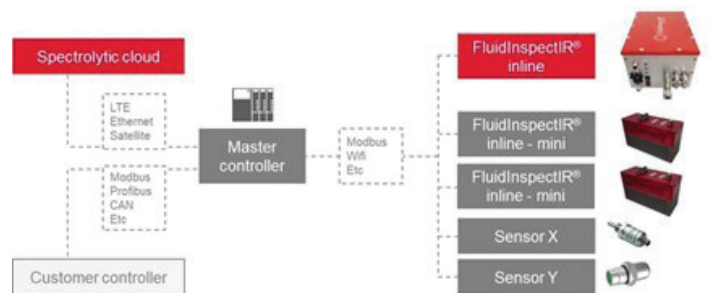 Spectrolytic cloud
LTE
Ethernet
Satellite
Master
controller
Modbus
Profibus
CAN
Etc
Customer controller
Modbus
Wifi
Etc
FluidInspectIR®
inline
FluidInspectIR®
inline - mini
FluidInspectIR®
inline - mini
Sensor X
Sensor Y